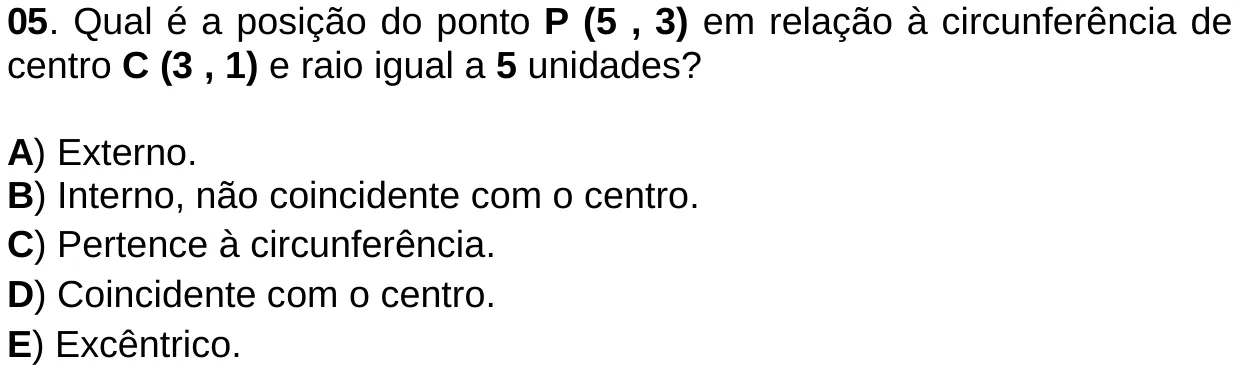 05. Qual é a posição do ponto P (5 , 3) em relação à circunferência de
centro C (3 , 1) e raio igual a 5 unidades?
A) Externo.
B) Interno, não coincidente com o centro.
C) Pertence à circunferência.
D) Coincidente com o centro.
E) Excêntrico.